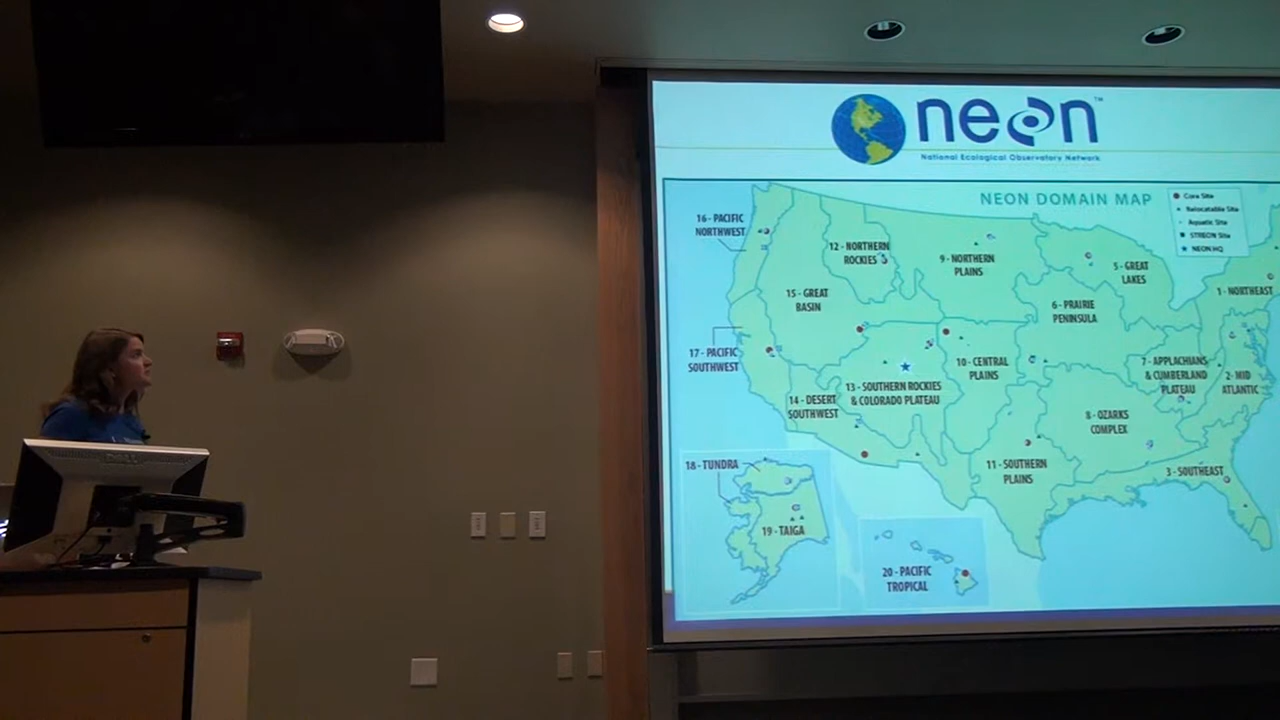 neon™
National Ecological Observatory Network
NEON DOMAIN MAP
Core Site
Relocatable Site
Aquatic Site
STREON Site
NEON HQ
16 - PACIFIC
NORTHWEST
12 - NORTHERN
ROCKIES
9 - NORTHERN
PLAINS
5 - GREAT
LAKES
1 - NORTHEAST
15 - GREAT
BASIN
6 - PRAIRIE
PENINSULA
17 - PACIFIC
SOUTHWEST
10 - CENTRAL
PLAINS
7 - APPLACHIANS
& CUMBERLAND
PLATEAU
2 - MID
ATLANTIC
13 - SOUTHERN ROCKIES
& COLORADO PLATEAU
14 - DESERT
SOUTHWEST
8 - OZARKS
COMPLEX
18 - TUNDRA
11 - SOUTHERN
PLAINS
3 - SOUTHEAST
19 - TAIGA
20 - PACIFIC
TROPICAL
DELL